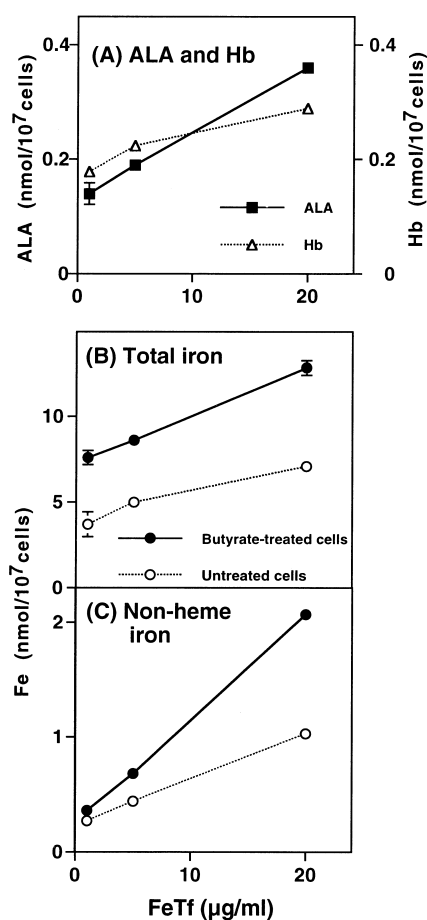 (A) ALA and Hb
0.4
0.2
0
ALA (nmol/10⁷cells)
0.4
0.2
0
Hb (nmol/10⁷cells)
ALA
Hb
0
10
20
(B) Total iron
10
5
0
Butyrate-treated cells
Untreated cells
Fe (nmol/10⁷cells)
(C) Non-heme
iron
2
1
0
0
10
20
FeTf (μg/ml)